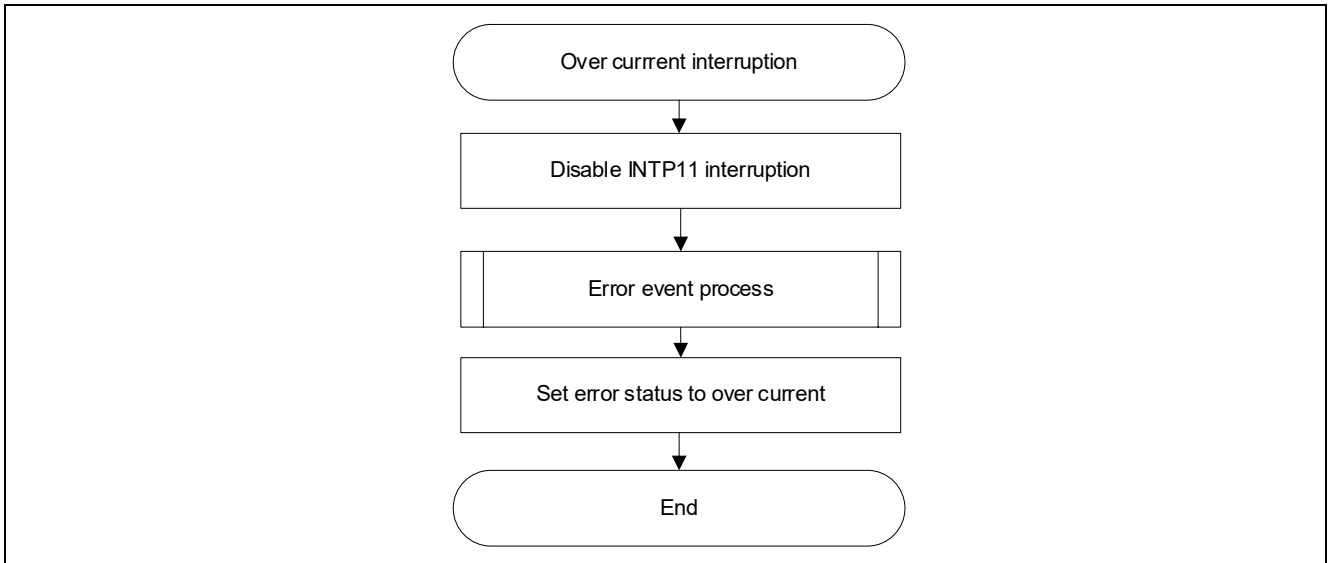 Over currrent interruption
Disable INTP11 interruption
Error event process
Set error status to over current
End